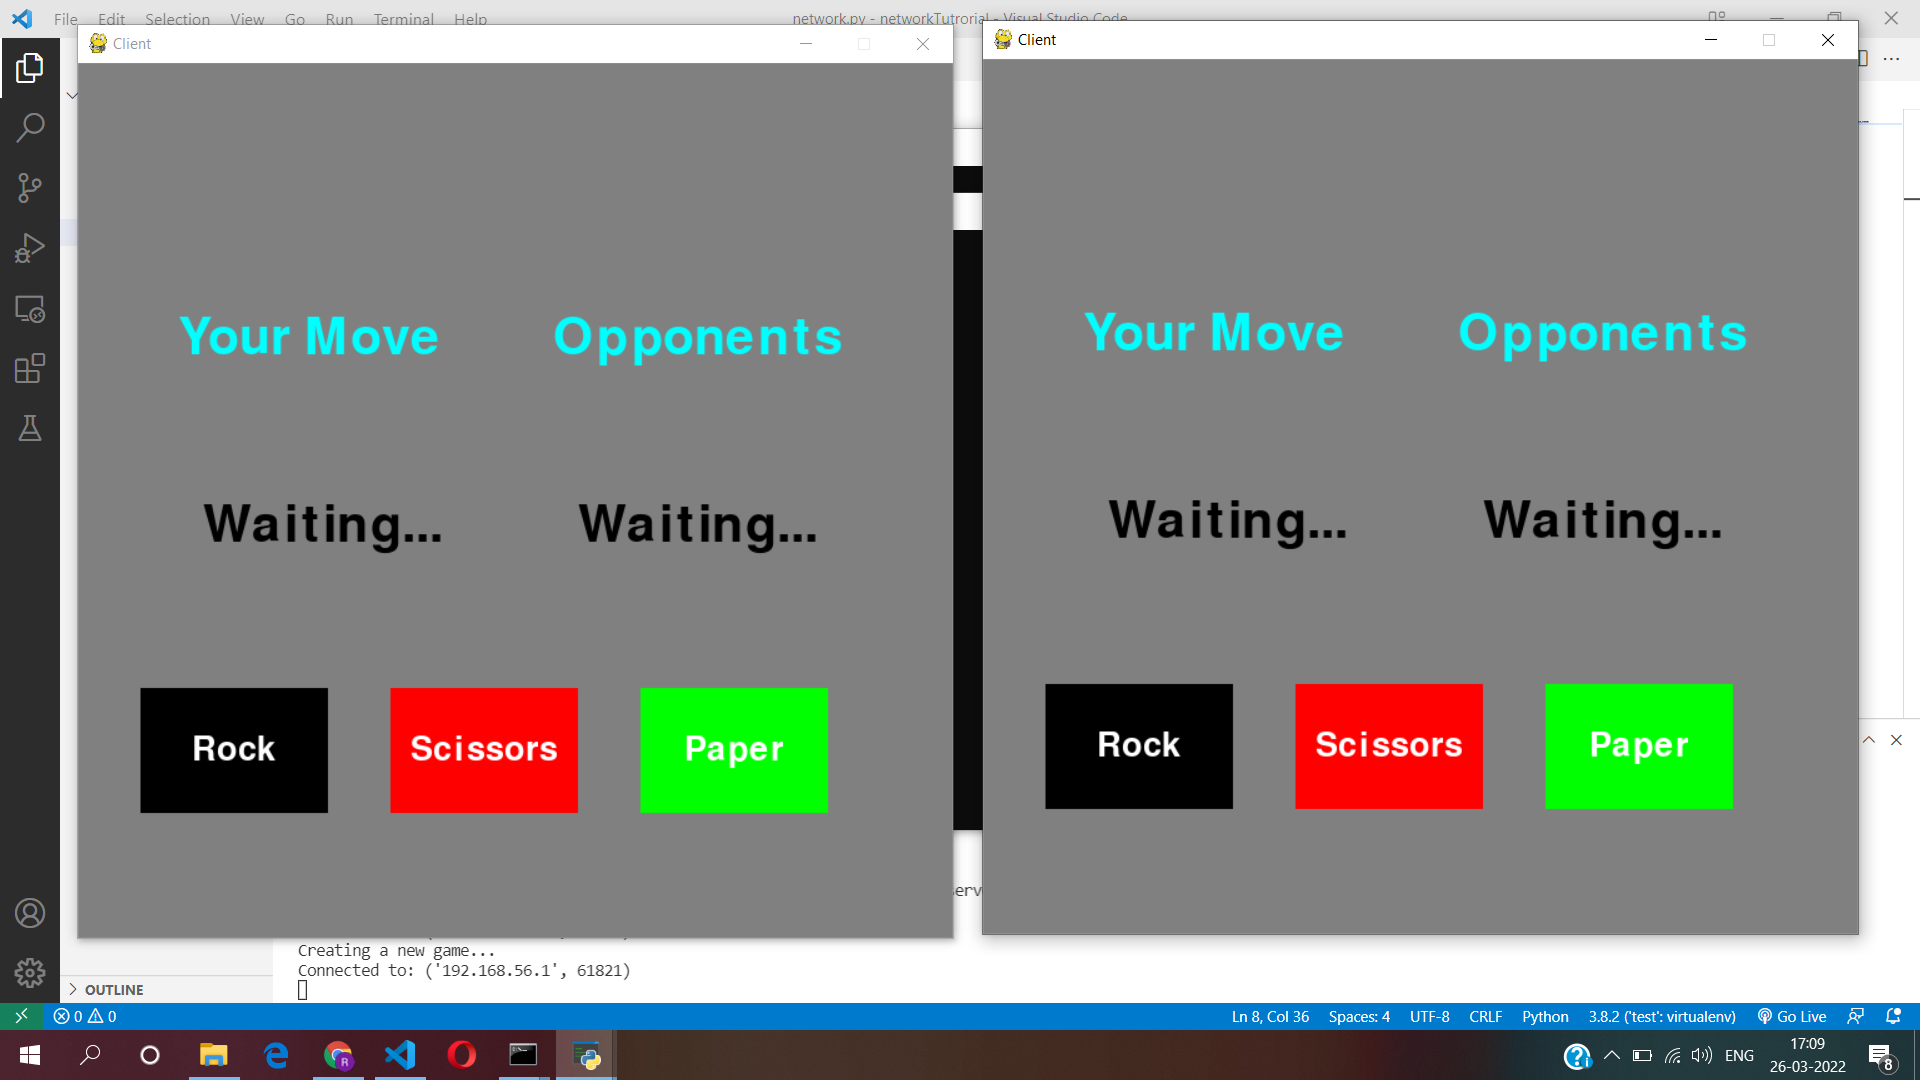 File Edit Selection View Go Run Terminal Help
network.py - networkTutrorial - Visual Studio Code
Client
Your Move Opponents
Waiting... Waiting...
Rock Scissors Paper
Client
Your Move Opponents
Waiting... Waiting...
Rock Scissors Paper
serv
Creating a new game...
Connected to: ('192.168.56.1', 61821)
OUTLINE
0 0
Ln 8, Col 36 Spaces: 4 UTF-8 CRLF Python 3.8.2 ('test': virtualenv) Go Live
ENG
17:09
26-03-2022
8